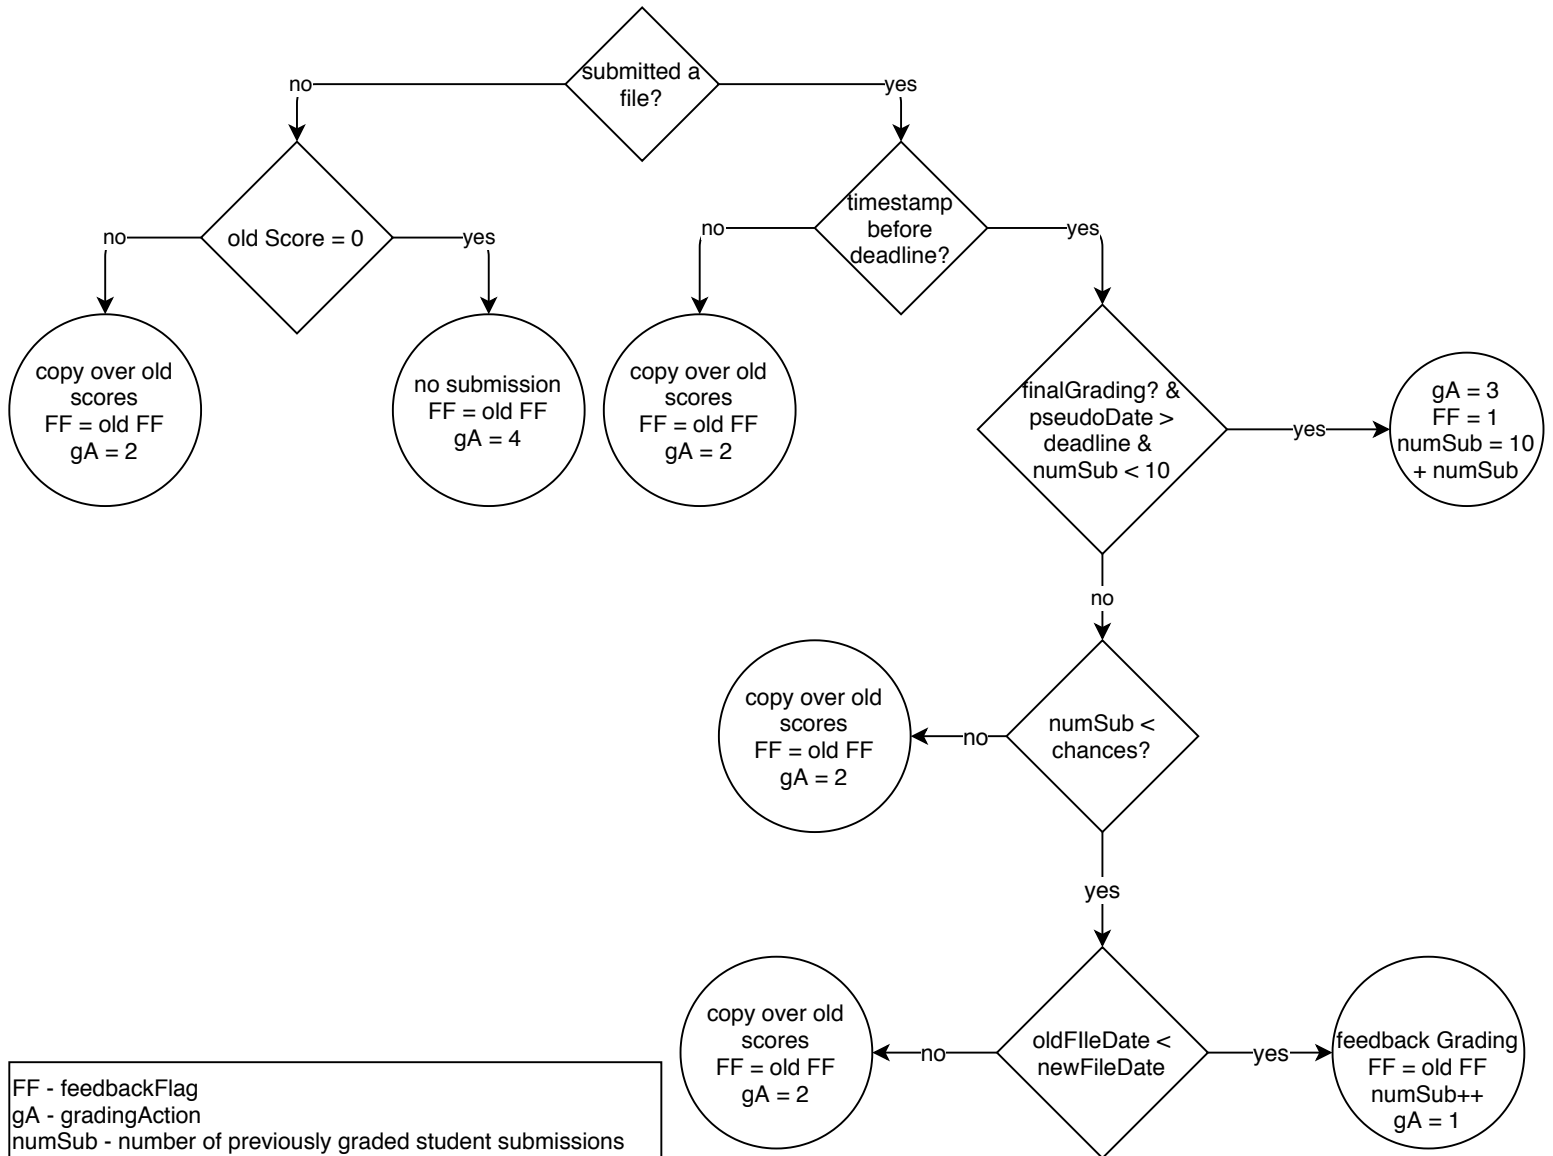 submitted a
file?
no
yes
old Score = 0
no
yes
timestamp
before
deadline?
no
yes
copy over old
scores
FF = old FF
gA = 2
no submission
FF = old FF
gA = 4
copy over old
scores
FF = old FF
gA = 2
finalGrading? &
pseudoDate >
deadline &
numSub < 10
yes
gA = 3
FF = 1
numSub = 10
+ numSub
no
numSub <
chances?
no
copy over old
scores
FF = old FF
gA = 2
yes
oldFIleDate <
newFileDate
no
copy over old
scores
FF = old FF
gA = 2
yes
feedback Grading
FF = old FF
numSub++
gA = 1
FF - feedbackFlag
gA - gradingAction
numSub - number of previously graded student submissions